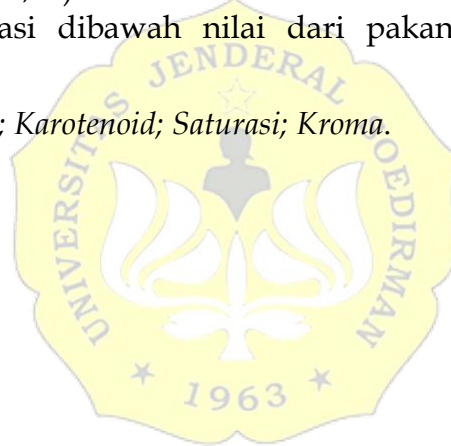 asi dibawah nilai dari pakan
; Karotenoid; Saturasi; Kroma.
UNIVERSITAS JENDERAL SOEDIRMAN
1963